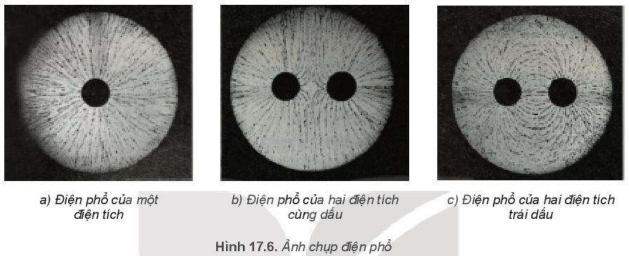 a) Điện phổ của một
điện tích
b) Điện phổ của hai điện tích
cùng dấu
c) Điện phổ của hai điện tích
trái dấu
Hình 17.6. Ảnh chụp điện phổ